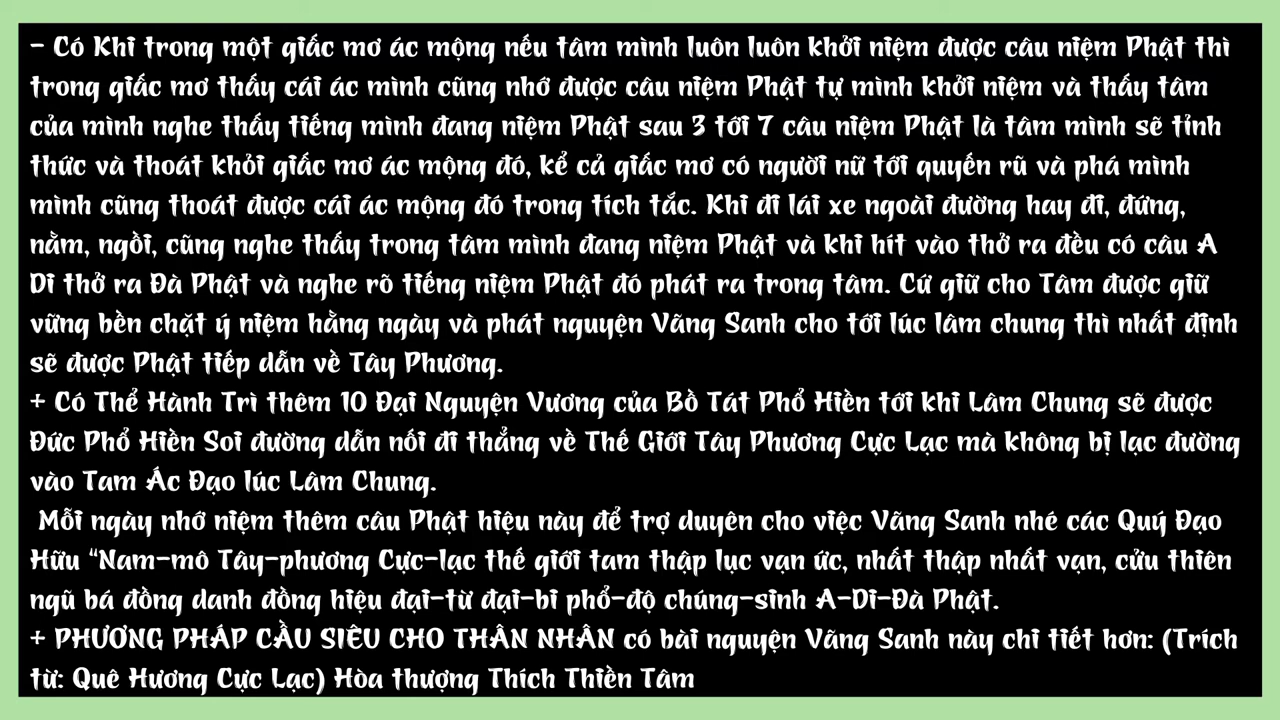 - Có Khi trong một giấc mơ ác mộng nếu tâm mình luôn luôn khởi niệm được câu niệm Phật thì
trong giấc mơ thấy cái ác mình cũng nhớ được câu niệm Phật tự mình khởi niệm và thấy tâm
của mình nghe thấy tiếng mình đang niệm Phật sau 3 tới 7 câu niệm Phật là tâm mình sẽ tỉnh
thức và thoát khỏi giấc mơ ác mộng đó, kể cả giấc mơ có người nữ tới quyến rũ và phá mình
mình cũng thoát được cái ác mộng đó trong tích tắc. Khi đi lái xe ngoài đường hay đi, đứng,
nằm, ngồi, cũng nghe thấy trong tâm mình đang niệm Phật và khi hít vào thở ra đều có câu A
Di thở ra Đà Phật và nghe rõ tiếng niệm Phật đó phát ra trong tâm. Cứ giữ cho Tâm được giữ
vững bền chặt ý niệm hằng ngày và phát nguyện Vãng Sanh cho tới lúc lâm chung thì nhất định
sẽ được Phật tiếp dẫn về Tây Phương.
+ Có Thể Hành Trì thêm 10 Đại Nguyện Vương của Bồ Tát Phổ Hiền tới khi Lâm Chung sẽ được
Đức Phổ Hiền Soi đường dẫn nối đi thẳng về Thế Giới Tây Phương Cực Lạc mà không bị lạc đường
vào Tam Ác Đạo lúc Lâm Chung.
Mỗi ngày nhớ niệm thêm câu Phật hiệu này để trợ duyên cho việc Vãng Sanh nhé các Quý Đạo
Hữu "Nam-mô Tây-phương Cực-lạc thế giới tam thập lục vạn ức, nhất thập nhất vạn, cửu thiên
ngũ bá đồng danh đồng hiệu đại-từ đại-bi phổ-độ chúng-sinh A-Di-Đà Phật.
+ PHƯƠNG PHÁP CẦU SIÊU CHO THÂN NHÂN có bài nguyện Vãng Sanh này chi tiết hơn: (Trích
từ: Quê Hương Cực Lạc) Hòa thượng Thích Thiền Tâm